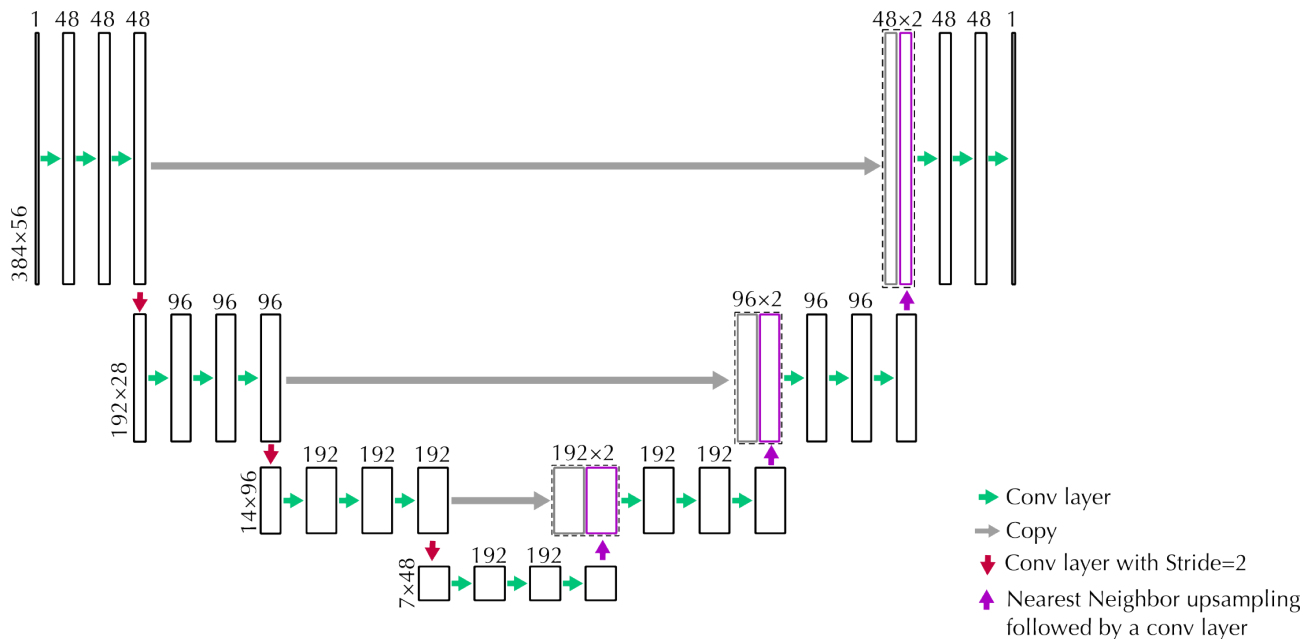 1 48 48 48 48×2 48 48 1
384×56
96 96 96 96×2 96 96
192×28
192 192 192 192×2 192 192
14×96
192 192
7×48
Conv layer
Copy
Conv layer with Stride=2
Nearest Neighbor upsampling
followed by a conv layer